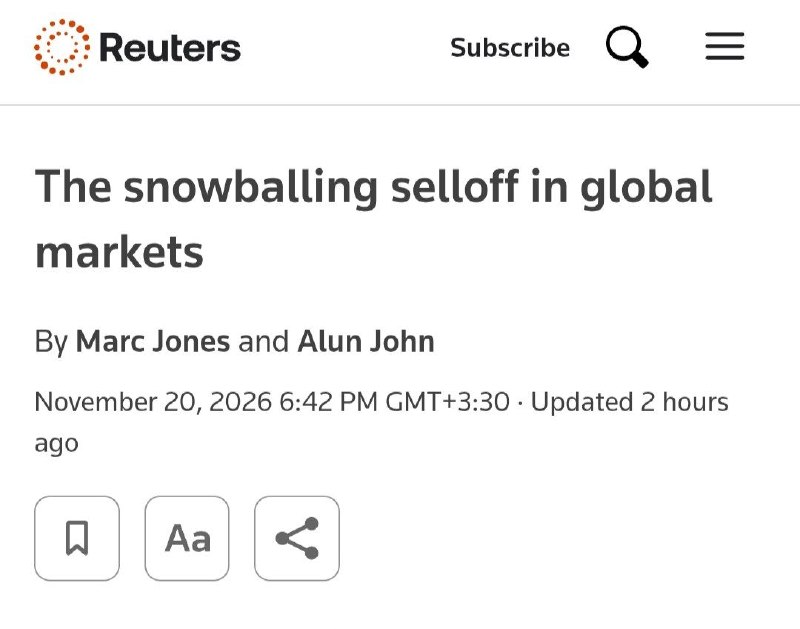 Reuters
Subscribe
The snowballing selloff in global
markets
By Marc Jones and Alun John
November 20, 2026 6:42 PM GMT+3:30 · Updated 2 hours
ago
Aa